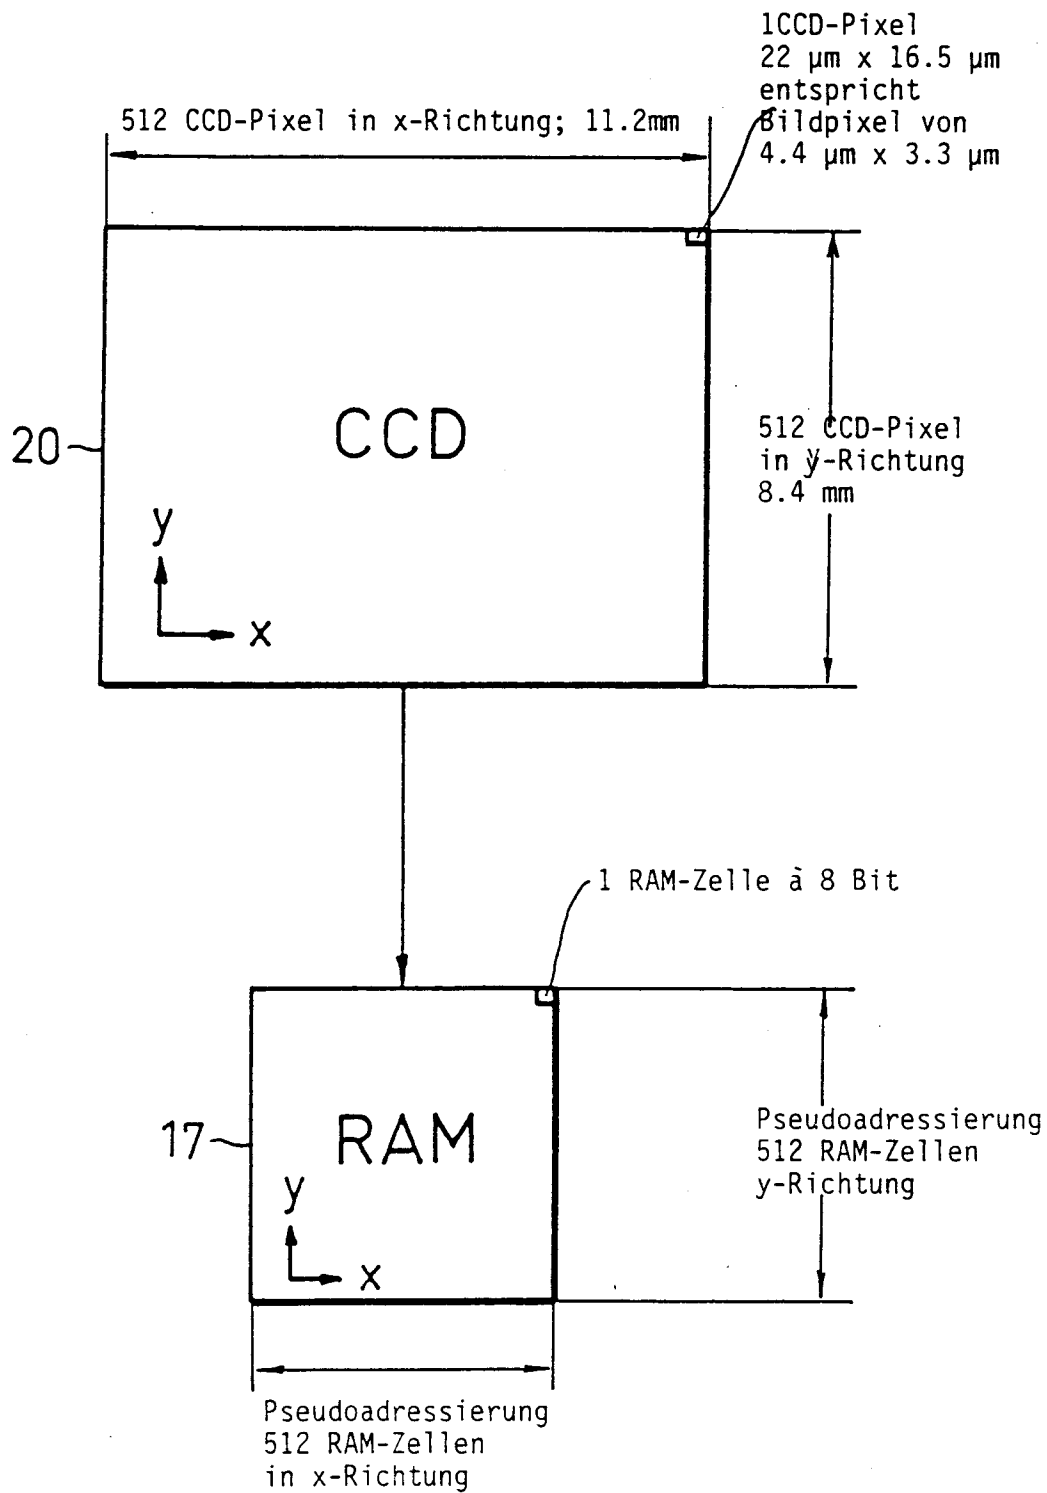 1CCD-Pixel
22 µm x 16.5 µm
entspricht
Bildpixel von
4.4 µm x 3.3 µm
512 CCD-Pixel in x-Richtung; 11.2mm
CCD
20
512 CCD-Pixel
in y-Richtung
8.4 mm
y
x
1 RAM-Zelle à 8 Bit
RAM
17
Pseudoadressierung
512 RAM-Zellen
y-Richtung
y
x
Pseudoadressierung
512 RAM-Zellen
in x-Richtung